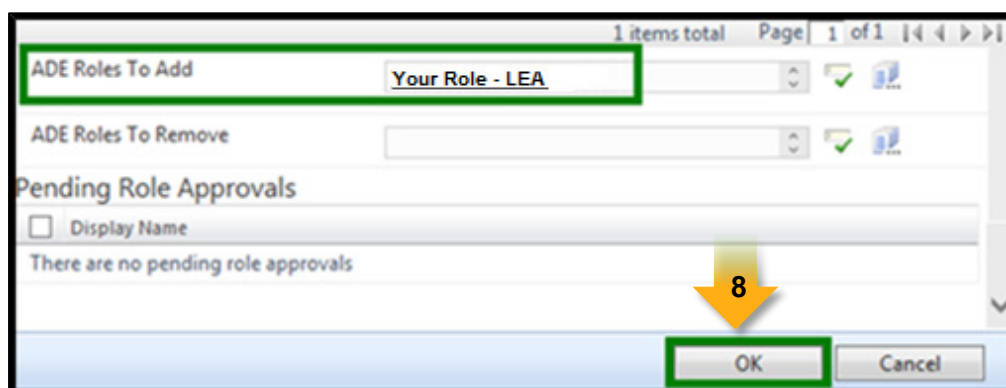 1 items total Page 1 of 1
ADE Roles To Add Your Role - LEA
ADE Roles To Remove
Pending Role Approvals
Display Name
There are no pending role approvals
8
OK Cancel